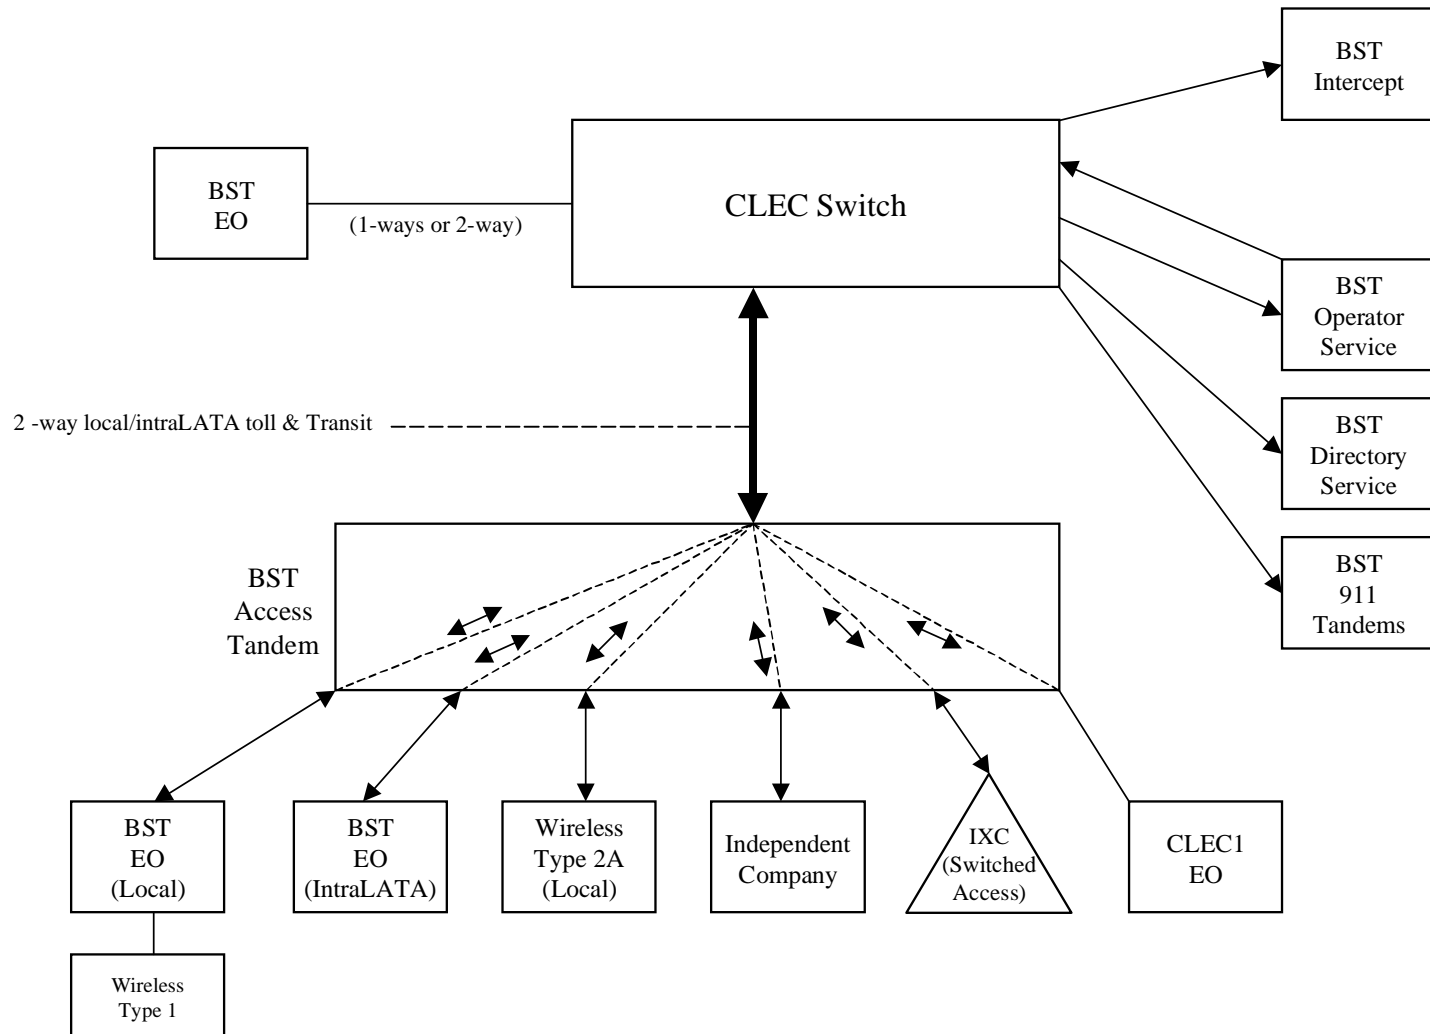 BST
Intercept
BST
EO
(1-ways or 2-way)
CLEC Switch
BST
Operator
Service
2 -way local/intraLATA toll & Transit
BST
Directory
Service
BST
Access
Tandem
BST
911
Tandems
BST
EO
(Local)
BST
EO
(IntraLATA)
Wireless
Type 2A
(Local)
Independent
Company
IXC
(Switched
Access)
CLEC1
EO
Wireless
Type 1